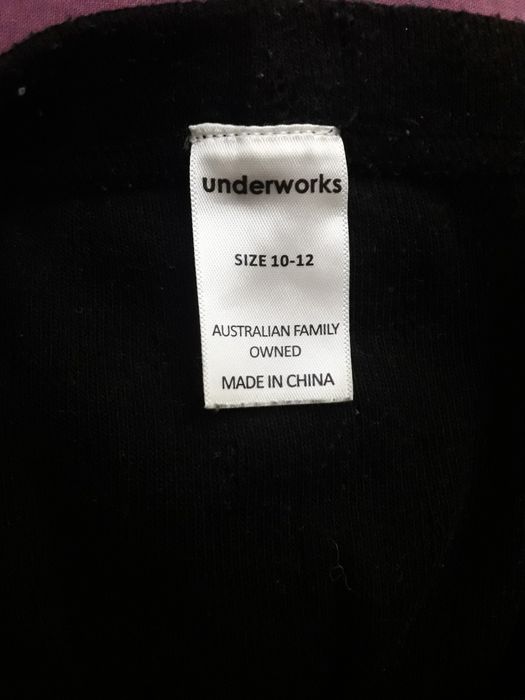 underworks
SIZE 10-12
AUSTRALIAN FAMILY
OWNED
MADE IN CHINA